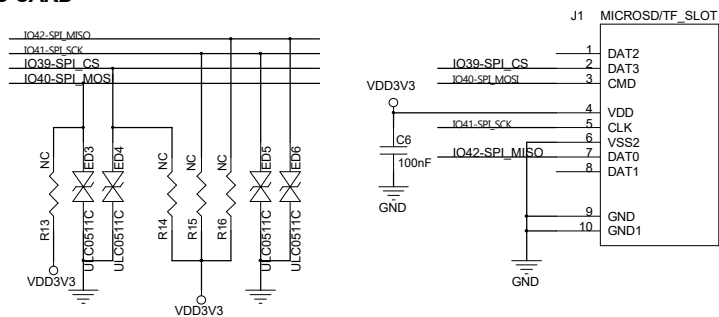 J1 MICROSD/TF_SLOT
IO42-SPI_MISO
IO41-SPI_SCK
IO39-SPI_CS
IO40-SPI_MOSI
1 DAT2
IO39-SPI_CS 2 DAT3
IO40-SPI_MOSI 3 CMD
VDD3V3
4 VDD
IO41-SPI_SCK 5 CLK
C6 6 VSS2
100nF IO42-SPI_MISO 7 DAT0
8 DAT1
GND
9 GND
10 GND1
GND
NC ED3 ED4 NC NC NC ED5 ED6
R13 ULC0511C ULC0511C R14 R15 R16 ULC0511C ULC0511C
VDD3V3
VDD3V3